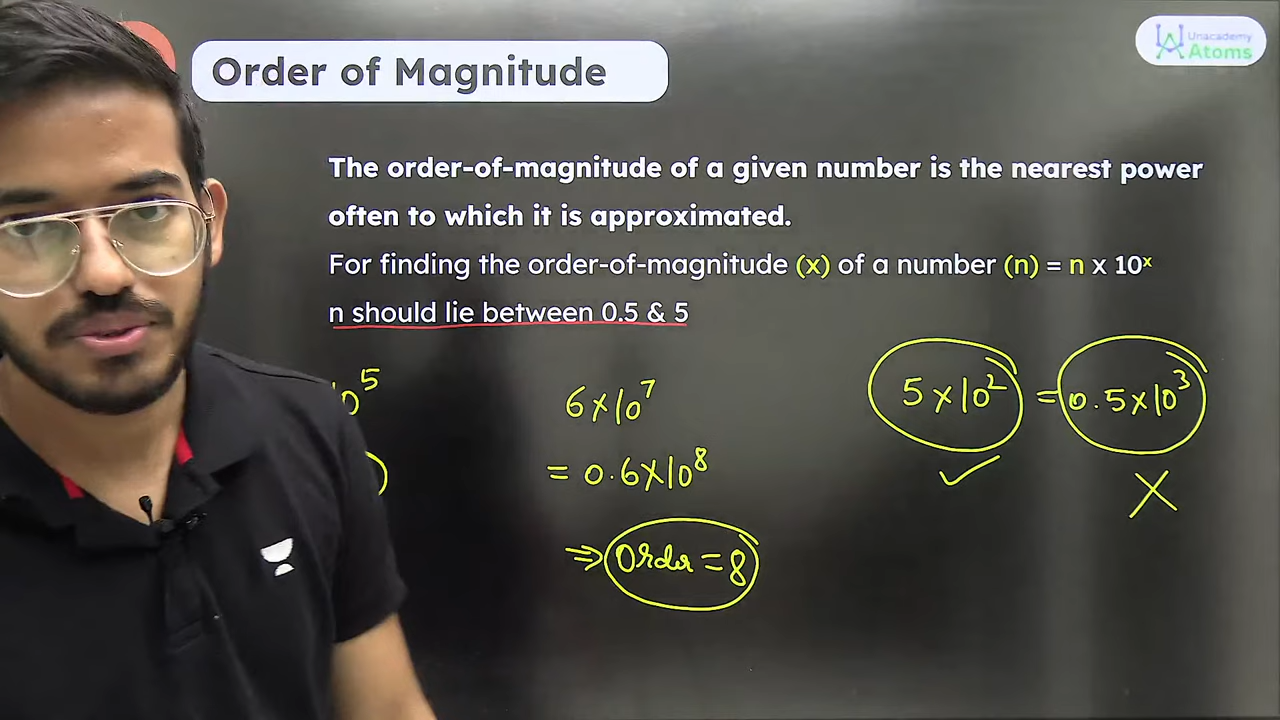 Order of Magnitude
Unacademy
Atoms
The order-of-magnitude of a given number is the nearest power
often to which it is approximated.
For finding the order-of-magnitude (x) of a number (n) = n x 10ˣ
n should lie between 0.5 & 5
10⁵
6×10⁷
= 0.6×10⁸
⇒ Order = 8
5×10² = 0.5×10³
✓ ×